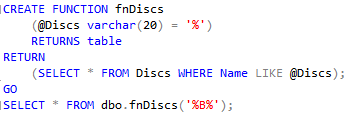 CREATE FUNCTION fnDiscs
(@Discs varchar(20) = '%')
RETURNS table
RETURN
(SELECT * FROM Discs WHERE Name LIKE @Discs);
GO
SELECT * FROM dbo.fnDiscs('%B%');